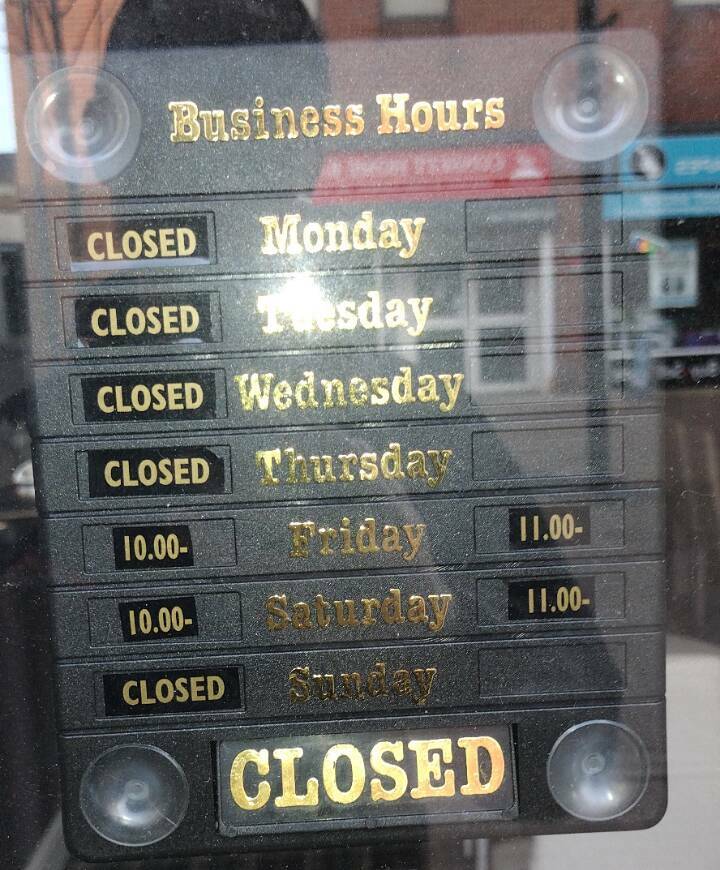 Business Hours
CLOSED Monday
CLOSED Tuesday
CLOSED Wednesday
CLOSED Thursday
10.00- Friday 11.00-
10.00- Saturday 11.00-
CLOSED Sunday
CLOSED